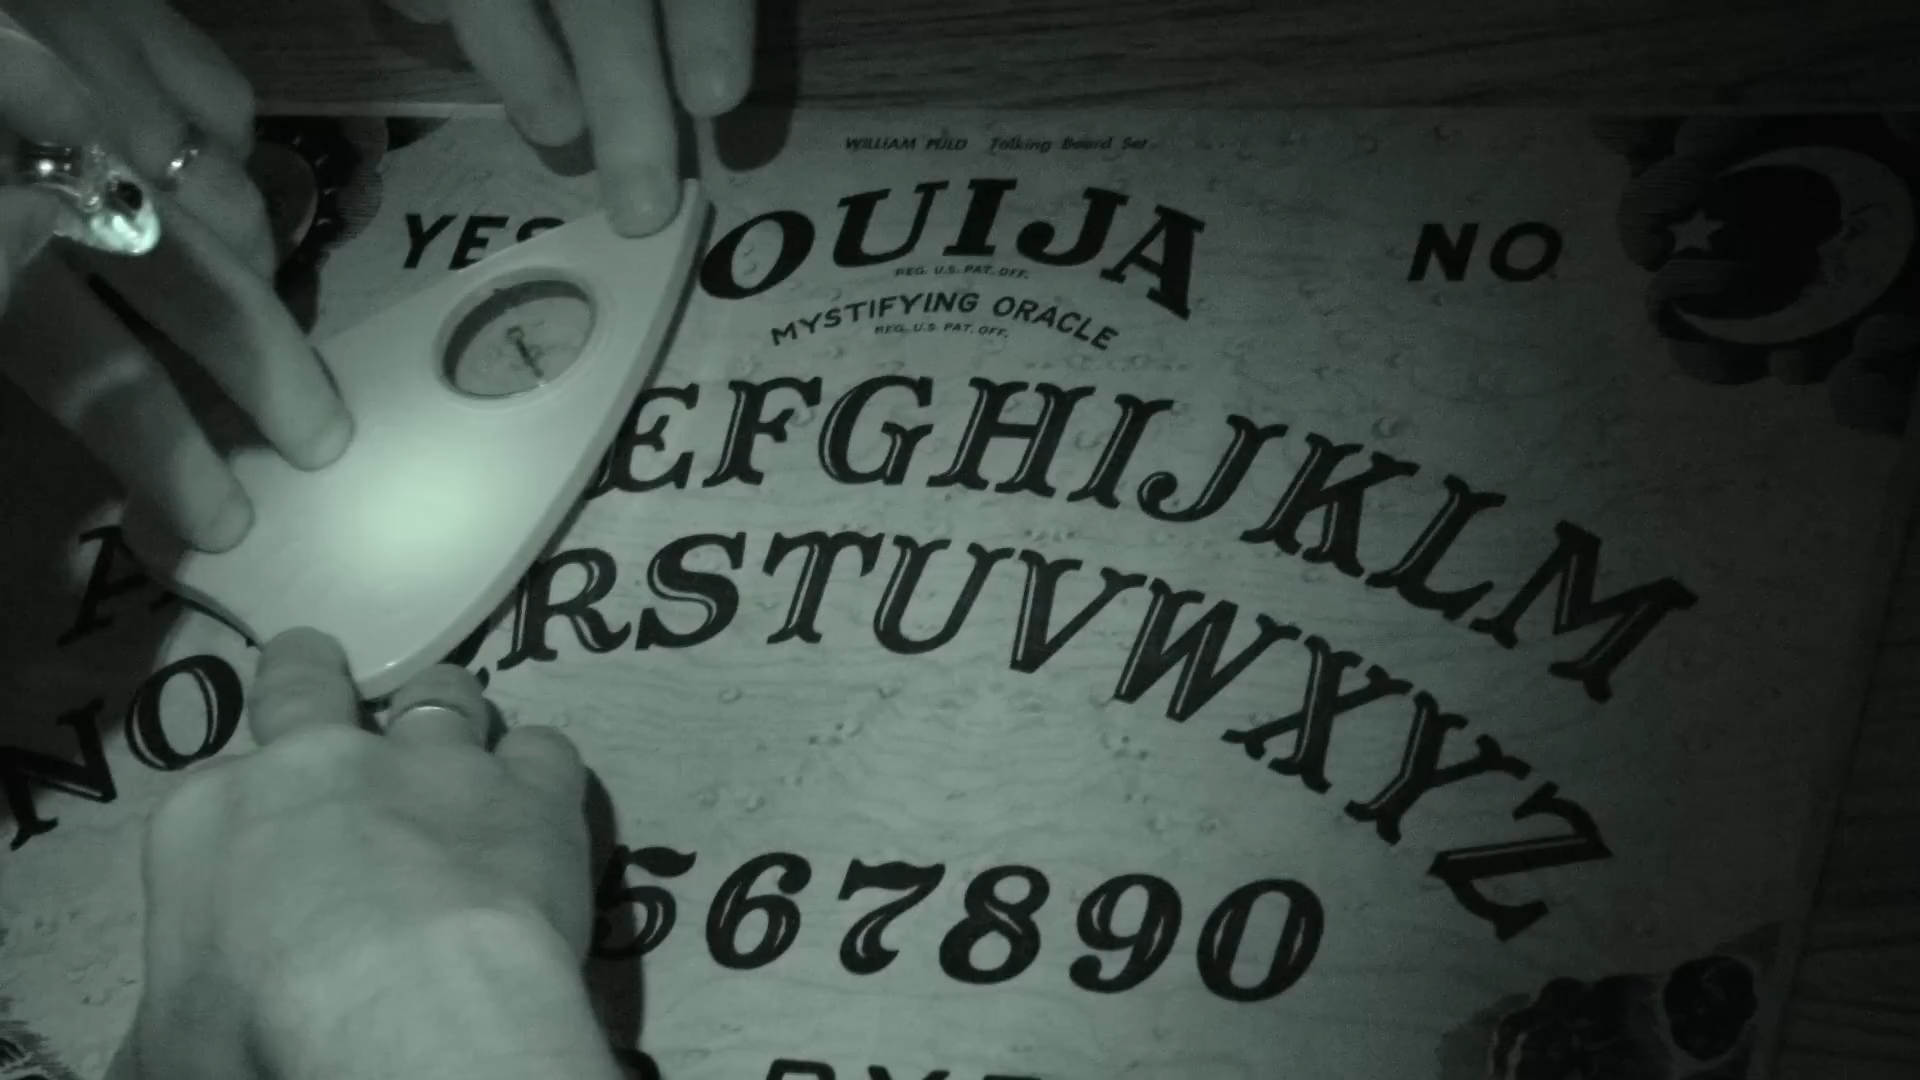 WILLIAM FULD Talking Board Set
YES OUIJA NO
REG. U.S. PAT. OFF.
MYSTIFYING ORACLE
REG. U.S. PAT. OFF.
A EFGHIJKLM
NO RSTUVWXYZ
567890